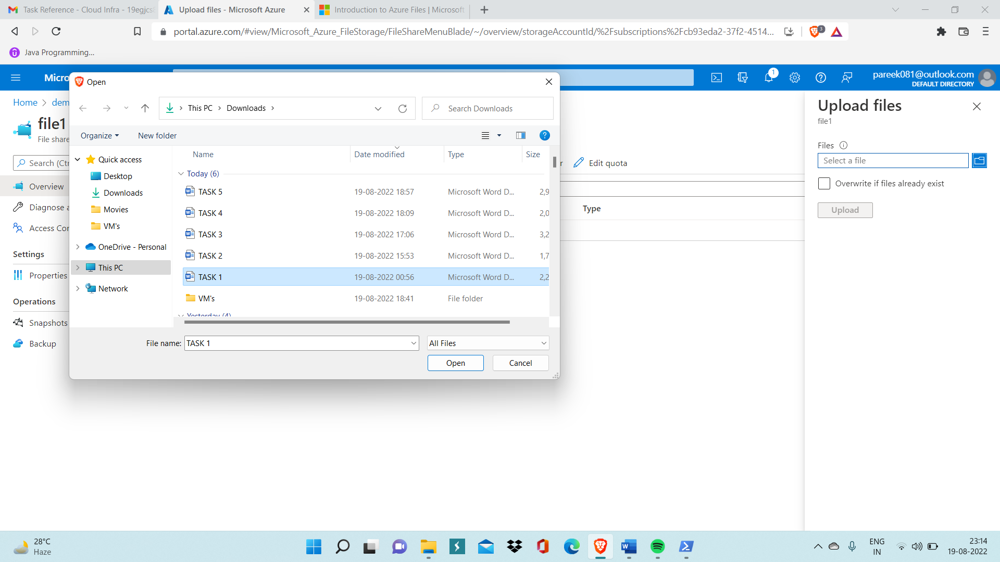 Task Reference - Cloud Infra - 19egjcs
Upload files - Microsoft Azure
Introduction to Azure Files | Microsoft
portal.azure.com/#view/Microsoft_Azure_FileStorage/FileShareMenuBlade/~/overview/storageAccountId/%2Fsubscriptions%2Fcb93eda2-37f2-4514...
3
Java Programming...
Micro
1
pareek081@outlook.com
DEFAULT DIRECTORY
Home > dem
file1
File share
Search (Ctr
Overview
Diagnose a
Access Con
Settings
Properties
Operations
Snapshots
Backup
Open
This PC > Downloads >
Search Downloads
Organize
New folder
Quick access
Desktop
Downloads
Movies
VM's
OneDrive - Personal
This PC
Network
Name Date modified Type Size
Today (6)
TASK 5 19-08-2022 18:57 Microsoft Word D... 2,9
TASK 4 19-08-2022 18:09 Microsoft Word D... 2,0
TASK 3 19-08-2022 17:06 Microsoft Word D... 3,2
TASK 2 19-08-2022 15:53 Microsoft Word D... 1,7
TASK 1 19-08-2022 00:56 Microsoft Word D... 2,2
VM's 19-08-2022 18:41 File folder
Yesterday (4)
File name: TASK 1
All Files
Open
Cancel
r
Edit quota
Type
Upload files
file1
Files
Select a file
Overwrite if files already exist
Upload
28°C
Haze
ENG
IN
23:14
19-08-2022